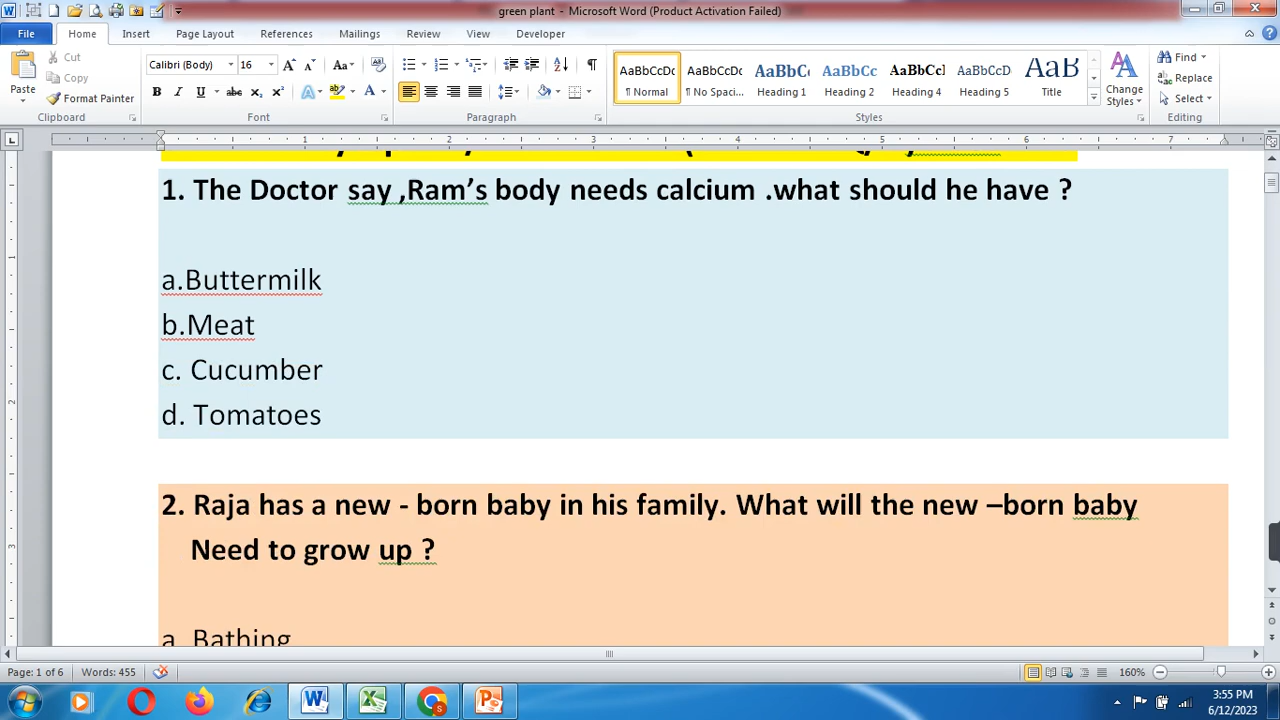 green plant - Microsoft Word (Product Activation Failed)
File Home Insert Page Layout References Mailings Review View Developer
Paste
Cut
Copy
Format Painter
Clipboard
Calibri (Body) 16
Font
Paragraph
AaBbCcDc AaBbCcDc AaBbC AaBbCc AaBbCcI AaBbCcD AaB
¶ Normal ¶ No Spaci... Heading 1 Heading 2 Heading 4 Heading 5 Title
Change Styles
Styles
Find
Replace
Select
Editing
1. The Doctor say ,Ram’s body needs calcium .what should he have ?
a.Buttermilk
b.Meat
c. Cucumber
d. Tomatoes
2. Raja has a new - born baby in his family. What will the new –born baby
Need to grow up ?
a. Bathing
Page: 1 of 6 Words: 455 160%
3:55 PM
6/12/2023